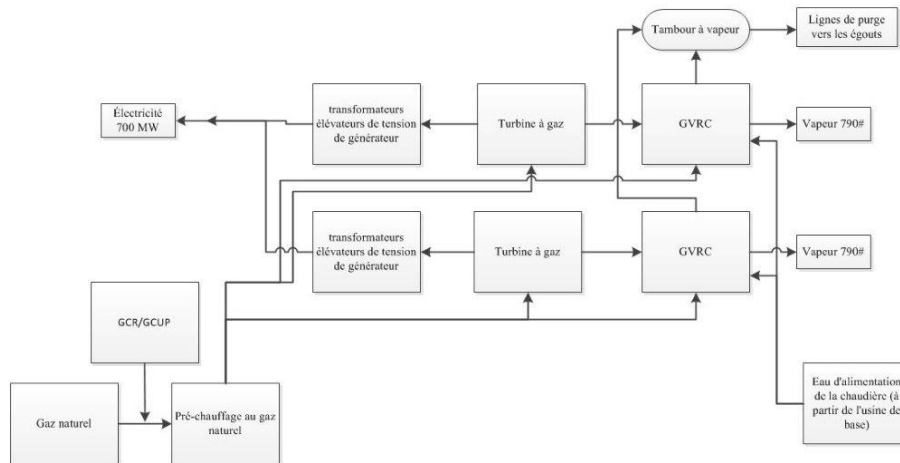 Tambour à vapeur
Lignes de purge
vers les égouts
Électricité
700 MW
transformateurs
élévateurs de tension
de générateur
Turbine à gaz
GVRC
Vapeur 790#
transformateurs
élévateurs de tension
de générateur
Turbine à gaz
GVRC
Vapeur 790#
GCR/GCUP
Gaz naturel
Pré-chauffage au gaz
naturel
Eau d'alimentation
de la chaudière (à
partir de l'usine de
base)